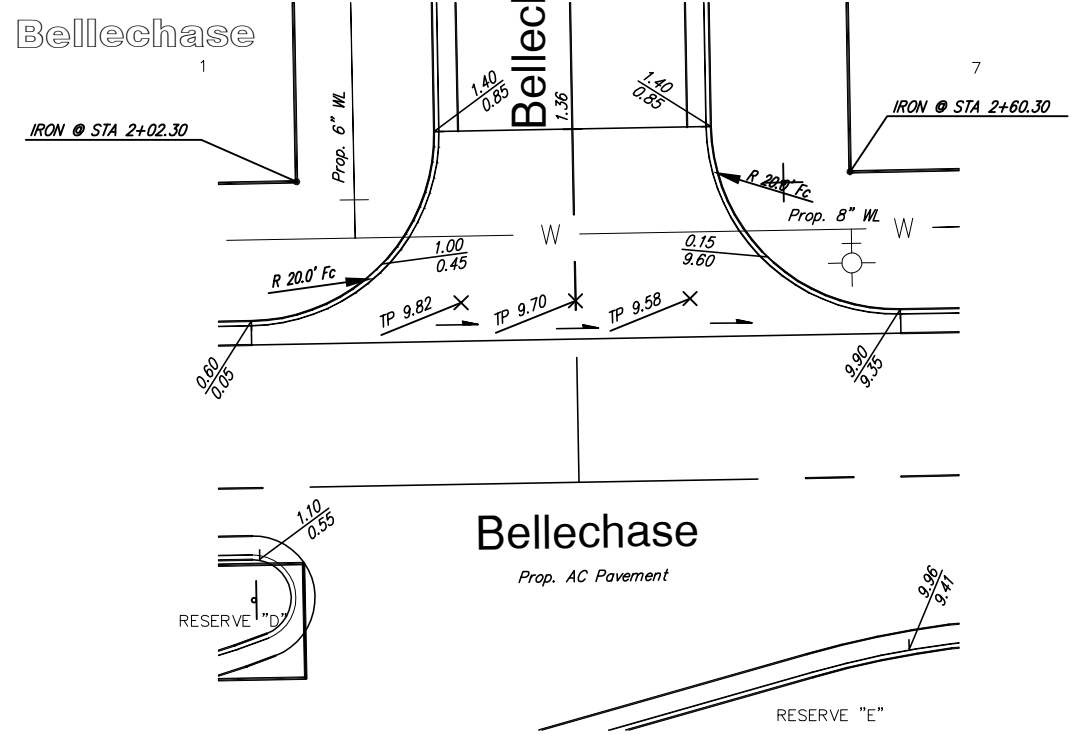 Bellechase
1
Bellech
7
1.40
0.85
1.40
0.85
1.36
Prop. 6" WL
IRON @ STA 2+02.30
IRON @ STA 2+60.30
R 20.0' Fc
Prop. 8" WL
W
W
1.00
0.45
0.15
9.60
R 20.0' Fc
TP 9.82
TP 9.70
TP 9.58
0.60
0.05
9.90
9.35
1.10
0.55
Bellechase
Prop. AC Pavement
9.96
9.41
RESERVE "D"
RESERVE "E"